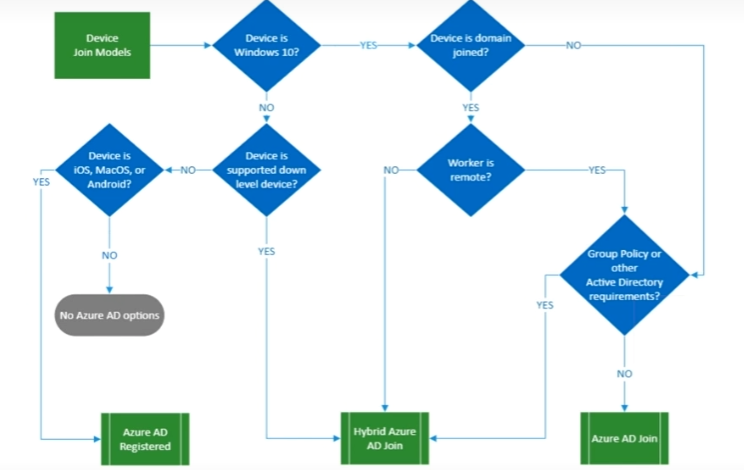 Device
Join Models
Device is
Windows 10?
YES
Device is domain
joined?
NO
NO
YES
Device is
iOS, MacOS, or
Android?
NO
Device is
supported down
level device?
NO
Worker is
remote?
YES
YES
NO
YES
Group Policy or
other
Active Directory
requirements?
YES
No Azure AD options
NO
Azure AD
Registered
Hybrid Azure
AD Join
Azure AD Join